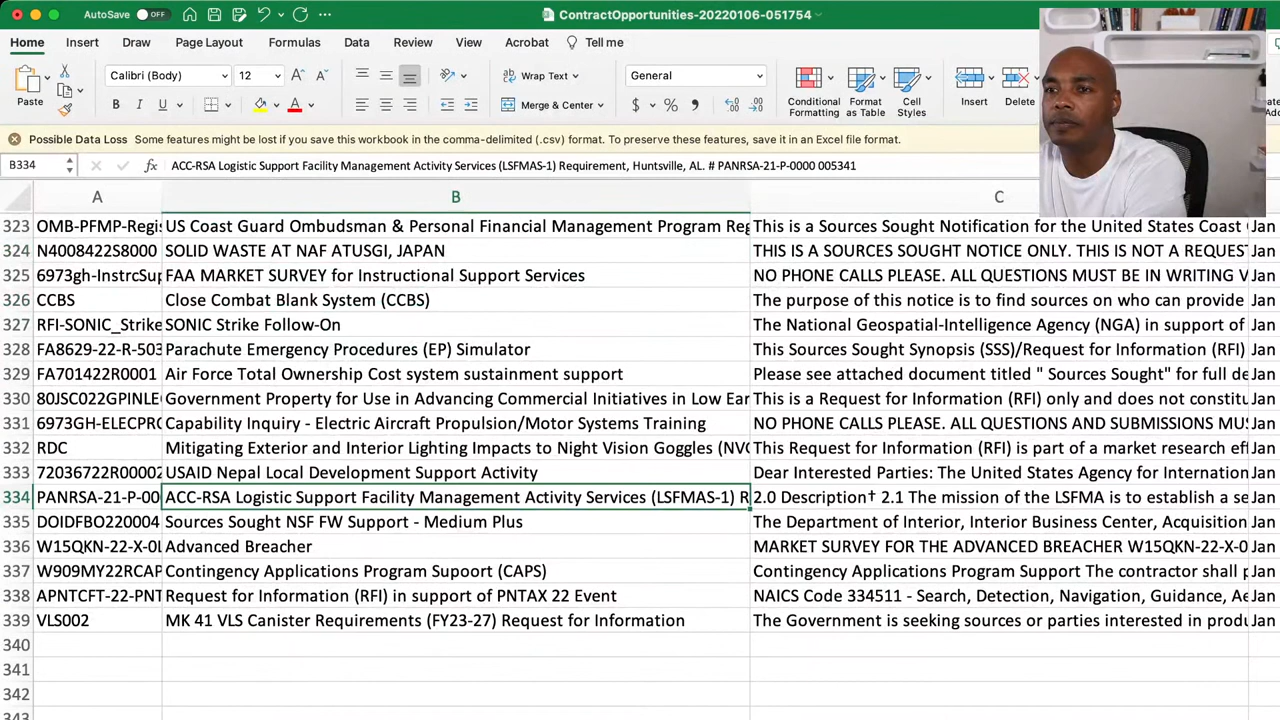 AutoSave OFF ContractOpportunities-20220106-051754
Home Insert Draw Page Layout Formulas Data Review View Acrobat Tell me
Paste Calibri (Body) 12 A A Wrap Text General Conditional Formatting Format as Table Cell Styles Insert Delete
B I U A Merge & Center $ % ,
Possible Data Loss Some features might be lost if you save this workbook in the comma-delimited (.csv) format. To preserve these features, save it in an Excel file format.
B334 fx ACC-RSA Logistic Support Facility Management Activity Services (LSFMAS-1) Requirement, Huntsville, AL. # PANRSA-21-P-0000 005341
A B C
323 OMB-PFMP-Regis US Coast Guard Ombudsman & Personal Financial Management Program Reg This is a Sources Sought Notification for the United States Coast Jan
324 N4008422S8000 SOLID WASTE AT NAF ATUSGI, JAPAN THIS IS A SOURCES SOUGHT NOTICE ONLY. THIS IS NOT A REQUEST Jan
325 6973gh-InstrcSup FAA MARKET SURVEY for Instructional Support Services NO PHONE CALLS PLEASE. ALL QUESTIONS MUST BE IN WRITING V Jan
326 CCBS Close Combat Blank System (CCBS) The purpose of this notice is to find sources on who can provide Jan
327 RFI-SONIC_Strike SONIC Strike Follow-On The National Geospatial-Intelligence Agency (NGA) in support of Jan
328 FA8629-22-R-503 Parachute Emergency Procedures (EP) Simulator This Sources Sought Synopsis (SSS)/Request for Information (RFI) Jan
329 FA701422R0001 Air Force Total Ownership Cost system sustainment support Please see attached document titled " Sources Sought" for full de Jan
330 80JSC022GPINLE Government Property for Use in Advancing Commercial Initiatives in Low Ear This is a Request for Information (RFI) only and does not constitu Jan
331 6973GH-ELECPRO Capability Inquiry - Electric Aircraft Propulsion/Motor Systems Training NO PHONE CALLS PLEASE. ALL QUESTIONS AND SUBMISSIONS MUS Jan
332 RDC Mitigating Exterior and Interior Lighting Impacts to Night Vision Goggles (NVG This Request for Information (RFI) is part of a market research eff Jan
333 72036722R00002 USAID Nepal Local Development Support Activity Dear Interested Parties: The United States Agency for Internation Jan
334 PANRSA-21-P-00 ACC-RSA Logistic Support Facility Management Activity Services (LSFMAS-1) R 2.0 Description† 2.1 The mission of the LSFMA is to establish a se Jan
335 DOIDFBO220004 Sources Sought NSF FW Support - Medium Plus The Department of Interior, Interior Business Center, Acquisition Jan
336 W15QKN-22-X-0L Advanced Breacher MARKET SURVEY FOR THE ADVANCED BREACHER W15QKN-22-X-0 Jan
337 W909MY22RCAP Contingency Applications Program Supoort (CAPS) Contingency Applications Program Support The contractor shall p Jan
338 APNTCFT-22-PNT Request for Information (RFI) in support of PNTAX 22 Event NAICS Code 334511 - Search, Detection, Navigation, Guidance, Ae Jan
339 VLS002 MK 41 VLS Canister Requirements (FY23-27) Request for Information The Government is seeking sources or parties interested in produ Jan
340
341
342
343